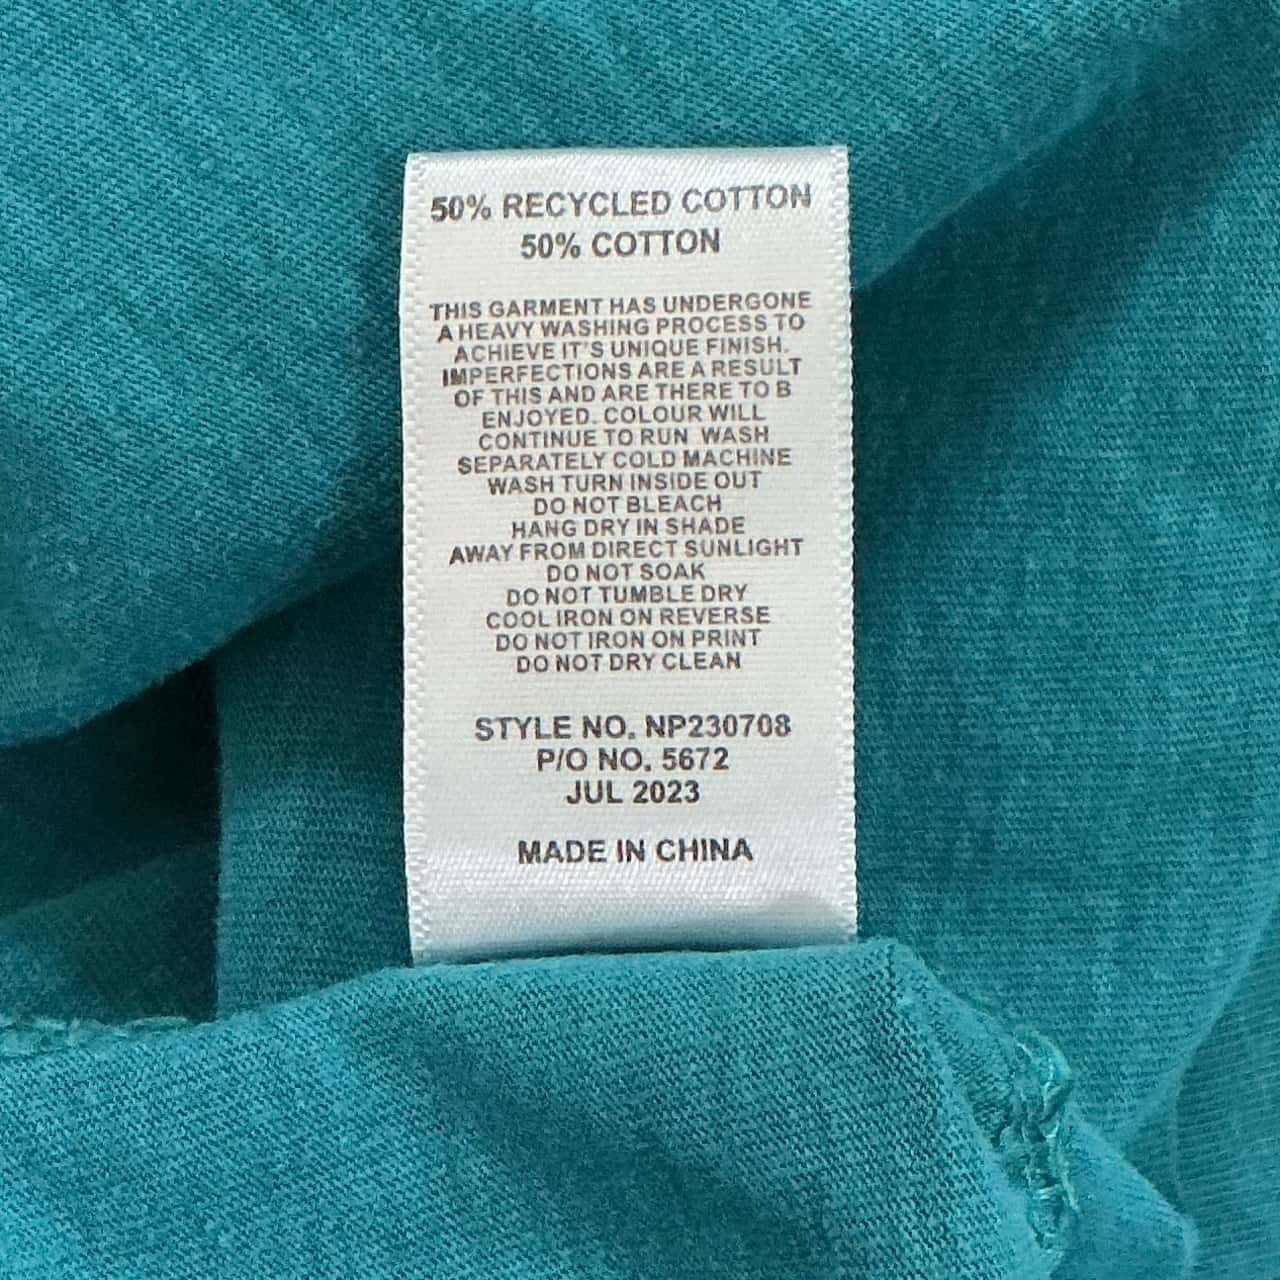 50% RECYCLED COTTON
50% COTTON
THIS GARMENT HAS UNDERGONE
A HEAVY WASHING PROCESS TO
ACHIEVE IT'S UNIQUE FINISH.
IMPERFECTIONS ARE A RESULT
OF THIS AND ARE THERE TO B
ENJOYED. COLOUR WILL
CONTINUE TO RUN WASH
SEPARATELY COLD MACHINE
WASH TURN INSIDE OUT
DO NOT BLEACH
HANG DRY IN SHADE
AWAY FROM DIRECT SUNLIGHT
DO NOT SOAK
DO NOT TUMBLE DRY
COOL IRON ON REVERSE
DO NOT IRON ON PRINT
DO NOT DRY CLEAN
STYLE NO. NP230708
P/O NO. 5672
JUL 2023
MADE IN CHINA